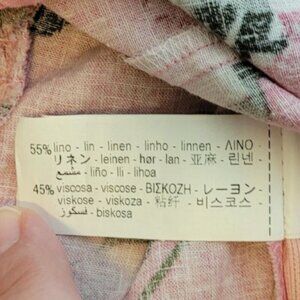 55% lino - lin - linen - linho - linnen - ΛΙΝΟ
リネン - leinen - hør - lan - 亚麻 - 린넨 -
- liño - lli - lihoa
45% viscosa - viscose - ΒΙΣΚΟΖΗ - レーヨン -
viskose - viskoza - 粘纤 - 비스코스 -
فسكوز - biskosa